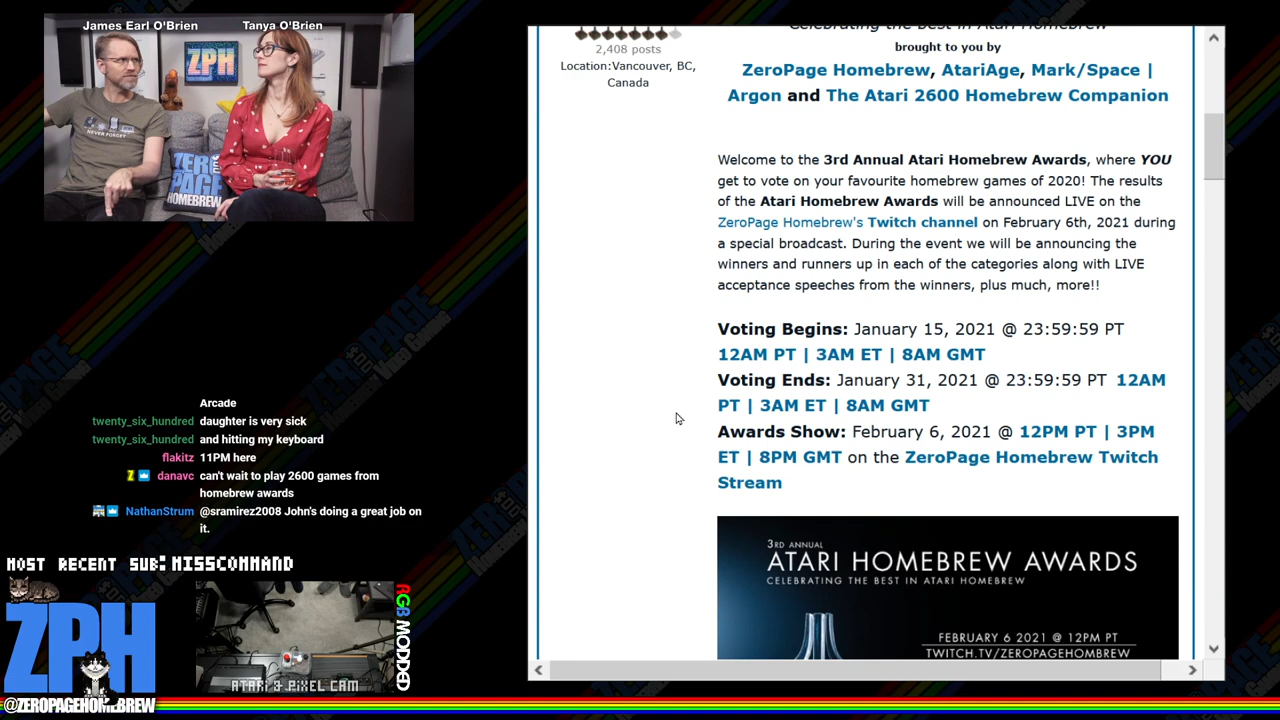 James Earl O'Brien
Tanya O'Brien
ZPH
NEVER FORGET
ZERO
PAGE
HOMEBREW
Arcade
twenty_six_hundred daughter is very sick
twenty_six_hundred and hitting my keyboard
flakitz 11PM here
Z danavc can't wait to play 2600 games from
homebrew awards
NathanStrum @sramirez2008 John's doing a great job on
it.
MOST RECENT SUB: MISSCOMMAND
ZPH
@ZEROPAGEHOMEBREW
ATARI & PIXEL CAM
RGB MODDED
2,408 posts
Location:Vancouver, BC,
Canada
Celebrating the best in Atari Homebrew
brought to you by
ZeroPage Homebrew, AtariAge, Mark/Space |
Argon and The Atari 2600 Homebrew Companion
Welcome to the 3rd Annual Atari Homebrew Awards, where YOU
get to vote on your favourite homebrew games of 2020! The results
of the Atari Homebrew Awards will be announced LIVE on the
ZeroPage Homebrew's Twitch channel on February 6th, 2021 during
a special broadcast. During the event we will be announcing the
winners and runners up in each of the categories along with LIVE
acceptance speeches from the winners, plus much, more!!
Voting Begins: January 15, 2021 @ 23:59:59 PT
12AM PT | 3AM ET | 8AM GMT
Voting Ends: January 31, 2021 @ 23:59:59 PT 12AM
PT | 3AM ET | 8AM GMT
Awards Show: February 6, 2021 @ 12PM PT | 3PM
ET | 8PM GMT on the ZeroPage Homebrew Twitch
Stream
3RD ANNUAL
ATARI HOMEBREW AWARDS
CELEBRATING THE BEST IN ATARI HOMEBREW
FEBRUARY 6 2021 @ 12PM PT
TWITCH.TV/ZEROPAGEHOMEBREW